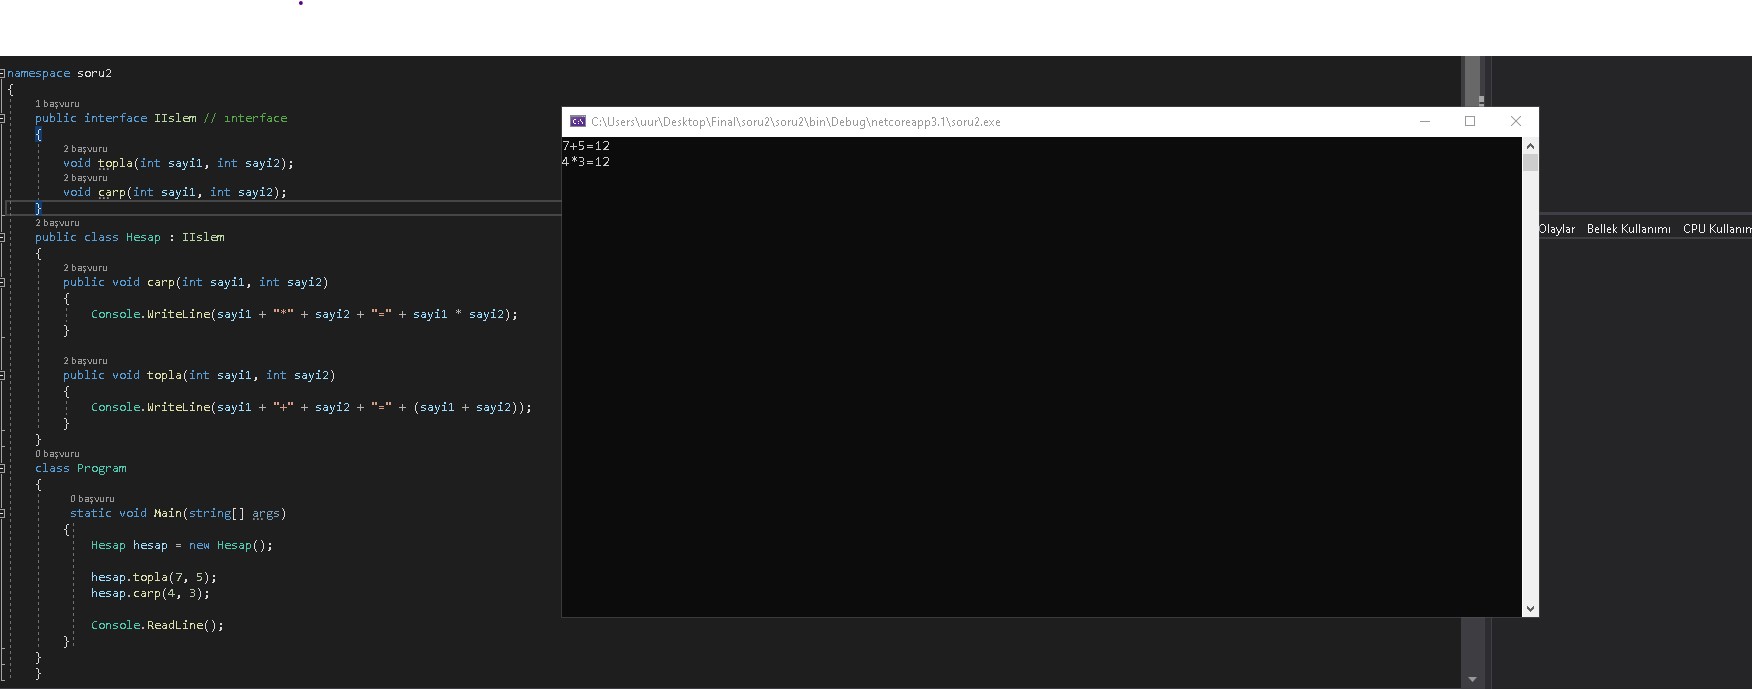 namespace soru2
{
1 başvuru
public interface IIslem // ınterface
{
2 başvuru
void topla(int sayi1, int sayi2);
2 başvuru
void carp(int sayi1, int sayi2);
}
2 başvuru
public class Hesap : IIslem
{
2 başvuru
public void carp(int sayi1, int sayi2)
{
Console.WriteLine(sayi1 + "*" + sayi2 + "=" + sayi1 * sayi2);
}
2 başvuru
public void topla(int sayi1, int sayi2)
{
Console.WriteLine(sayi1 + "+" + sayi2 + "=" + (sayi1 + sayi2));
}
}
0 başvuru
class Program
{
0 başvuru
static void Main(string[] args)
{
Hesap hesap = new Hesap();
hesap.topla(7, 5);
hesap.carp(4, 3);
Console.ReadLine();
}
}
}
C:\Users\uur\Desktop\Final\soru2\soru2\bin\Debug\netcoreapp3.1\soru2.exe
7+5=12
4*3=12
Olaylar Bellek Kullanımı CPU Kullanım